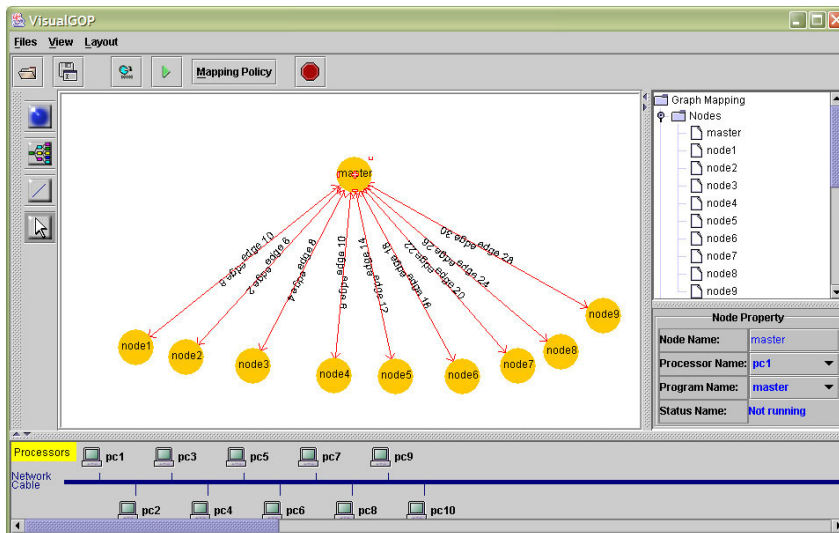 VisualGOP
Files View Layout
Mapping Policy
master
edge 10
edge 8
edge 6
edge 2
edge 8
edge 4
edge 10
edge 14
edge 12
edge 18
edge 16
edge 22
edge 20
edge 26
edge 24
edge 30
edge 28
node1
node2
node3
node4
node5
node6
node7
node8
node9
Graph Mapping
Nodes
master
node1
node2
node3
node4
node5
node6
node7
node8
node9
Node Property
Node Name: master
Processor Name: pc1
Program Name: master
Status Name: Not running
Processors
pc1 pc3 pc5 pc7 pc9
Network
Cable
pc2 pc4 pc6 pc8 pc10